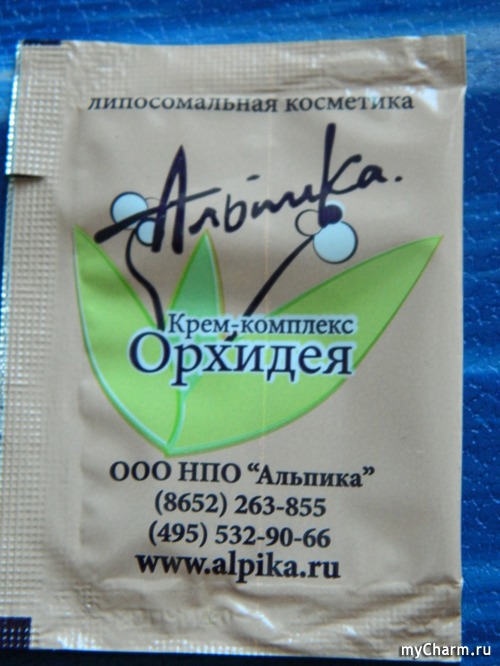 липосомальная косметика
Альпика.
Крем-комплекс
Орхидея
ООО НПО "Альпика"
(8652) 263-855
(495) 532-90-66
www.alpika.ru
myCharm.ru